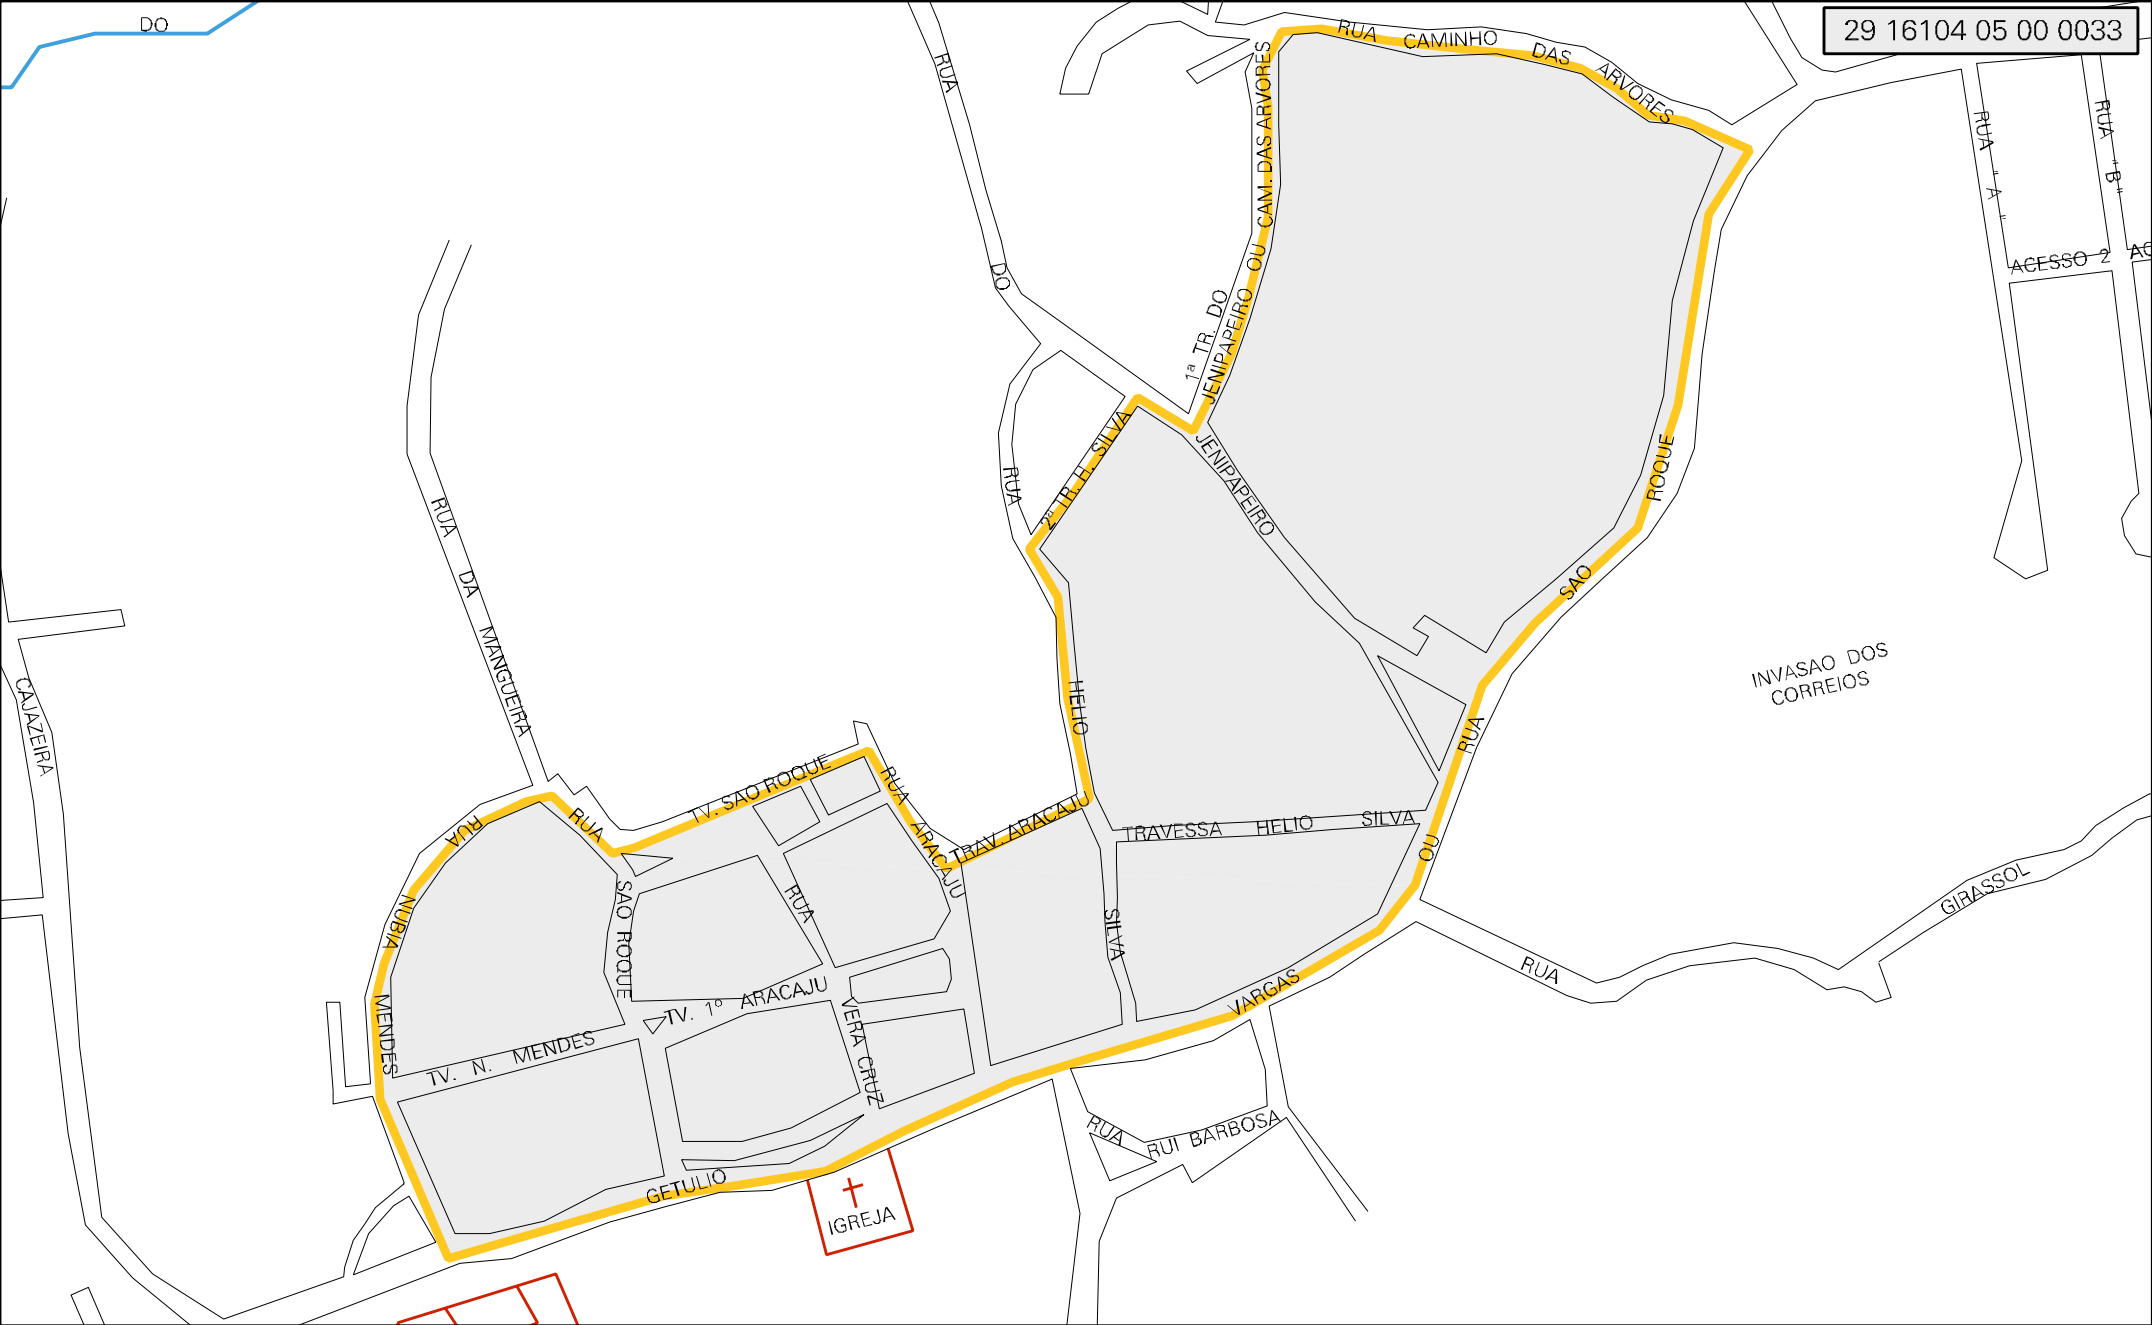 DO
29 16104 05 00 0033
RUA CAMINHO DAS ARVORES
RUA DO JENIPAPEIRO
1ª TR. DO
JENIPAPEIRO OU CAM. DAS ARVORES
RUA "A"
RUA "B"
ACESSO 2
AC
2ª TR. H. SILVA
RUA HELIO SILVA
RUA DA MANGUEIRA
RUA SAO ROQUE
OU
INVASAO DOS
CORREIOS
CAJAZEIRA
TV. SAO ROQUE
RUA ARACAJU
TRAV. ARACAJU
TRAVESSA HELIO SILVA
RUA NUBIA MENDES
RUA SAO ROQUE
RUA VERA CRUZ
TV. 1º ARACAJU
TV. N. MENDES
GETULIO VARGAS
RUA GIRASSOL
RUA RUI BARBOSA
IGREJA